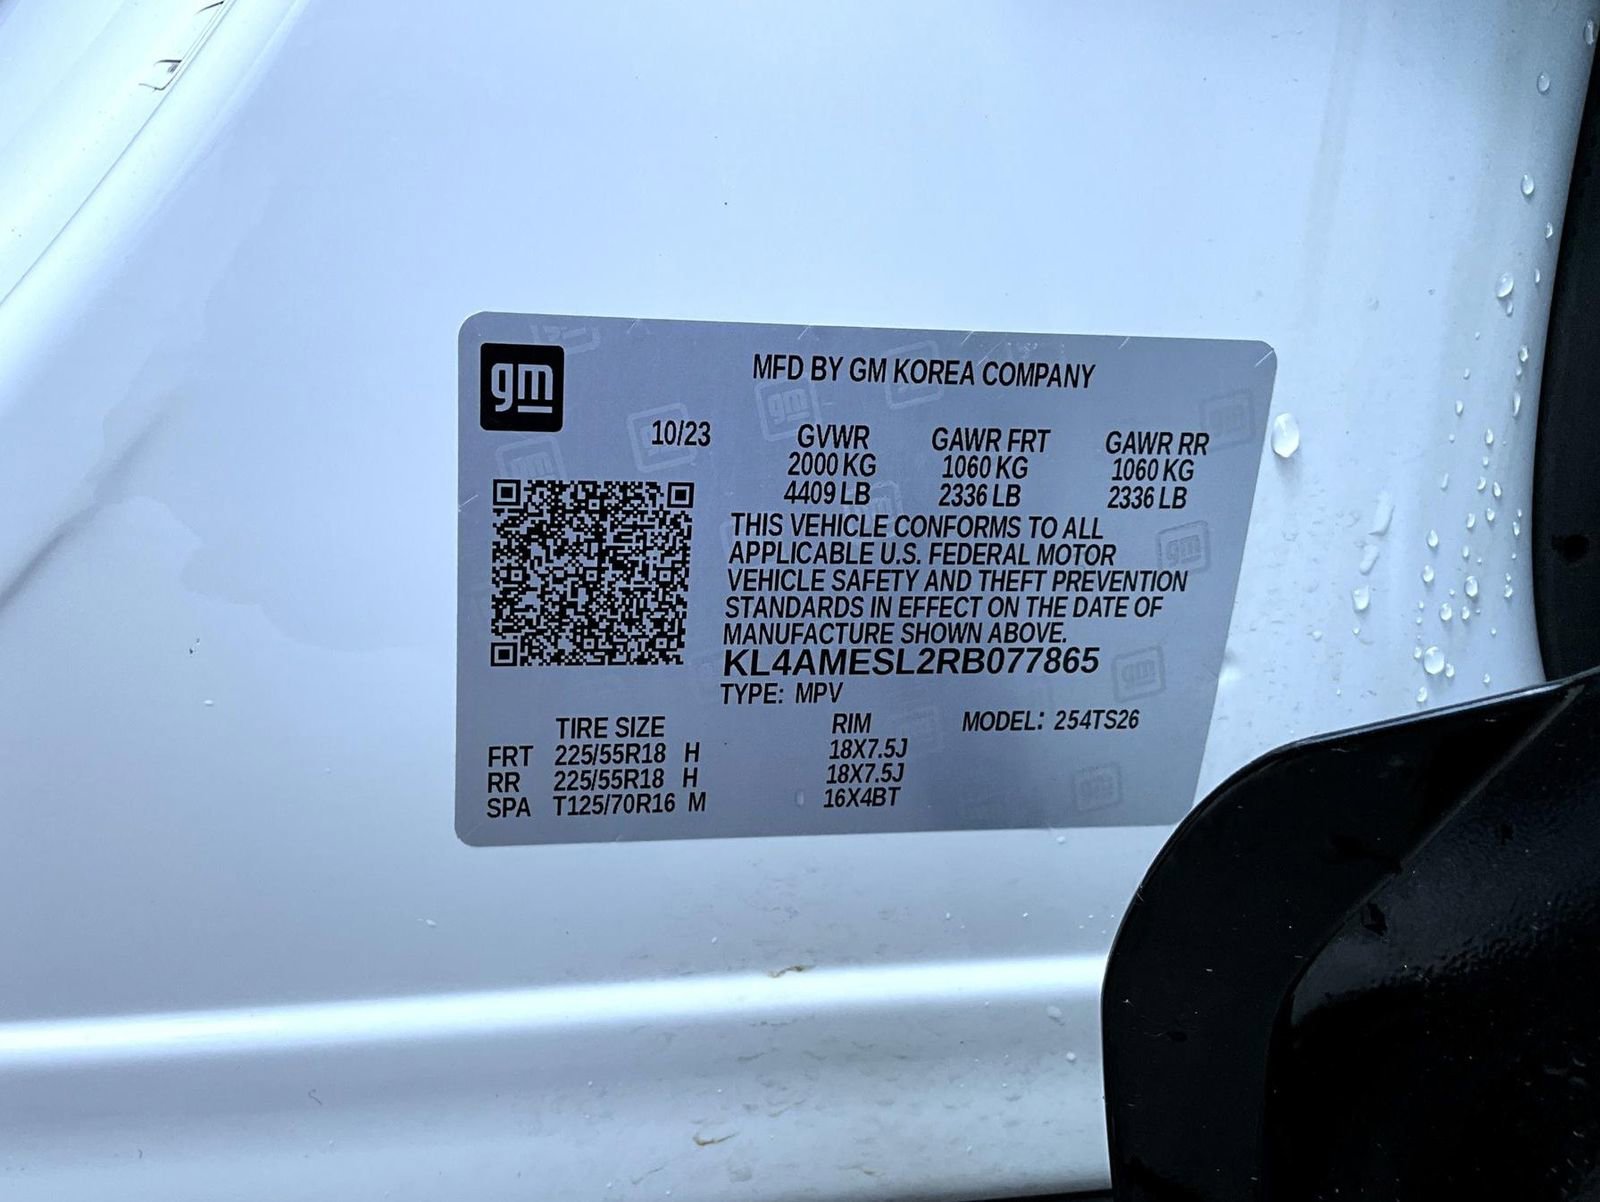 gm
MFD BY GM KOREA COMPANY
10/23 GVWR GAWR FRT GAWR RR
2000 KG 1060 KG 1060 KG
4409 LB 2336 LB 2336 LB
THIS VEHICLE CONFORMS TO ALL
APPLICABLE U.S. FEDERAL MOTOR
VEHICLE SAFETY AND THEFT PREVENTION
STANDARDS IN EFFECT ON THE DATE OF
MANUFACTURE SHOWN ABOVE.
KL4AMESL2RB077865
TYPE: MPV
TIRE SIZE RIM MODEL: 254TS26
FRT 225/55R18 H 18X7.5J
RR 225/55R18 H 18X7.5J
SPA T125/70R16 M 16X4BT